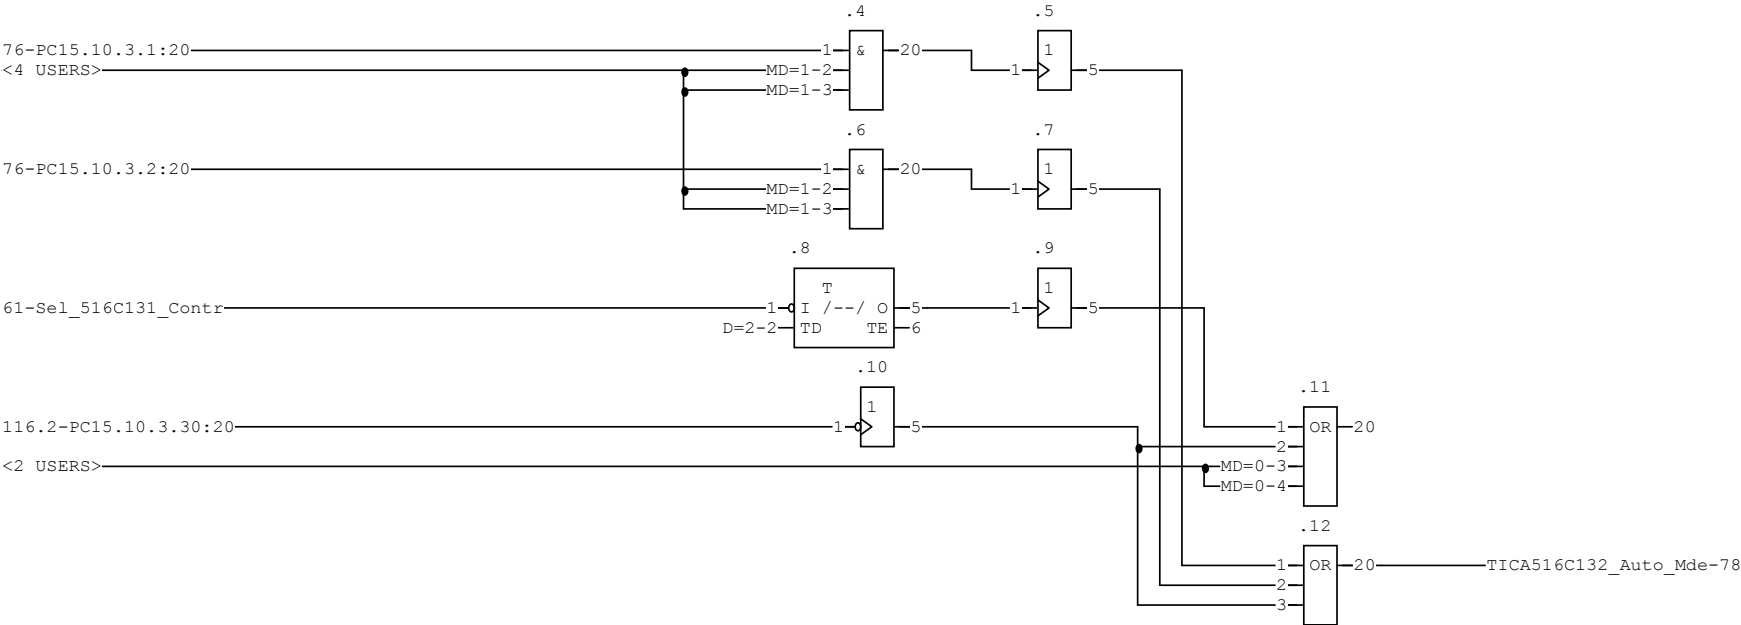 .4 .5
76-PC15.10.3.1:20 1 & 20 1
<4 USERS> MD=1-2 1 5
MD=1-3
.6 .7
76-PC15.10.3.2:20 1 & 20 1
MD=1-2 1 5
MD=1-3
.8 .9
T 1
61-Sel_516C131_Contr 1 I /--/ O 5 1 5
D=2-2 TD TE 6
.10
.11
1
116.2-PC15.10.3.30:20 1 5 1 OR 20
2
<2 USERS> MD=0-3
MD=0-4
.12
1 OR 20 TICA516C132_Auto_Mde-78
2
3